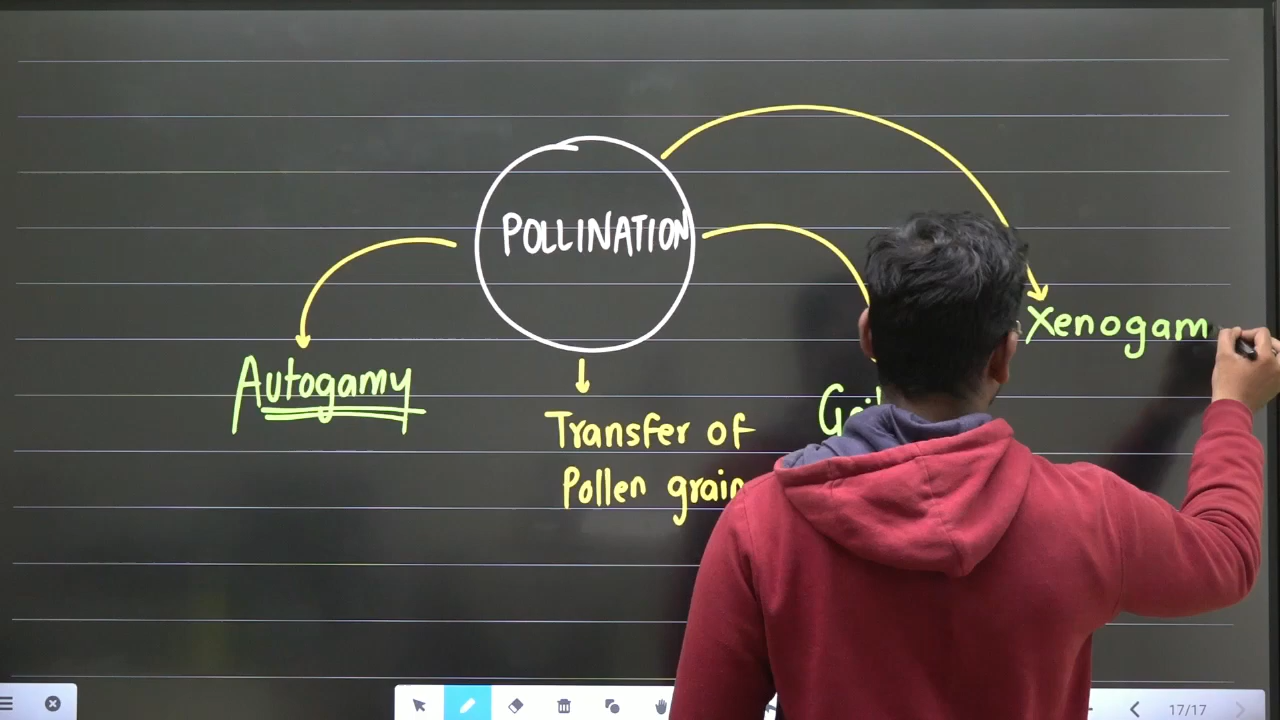 POLLINATION
Xenogam
Autogamy
Transfer of
Pollen grain
17/17